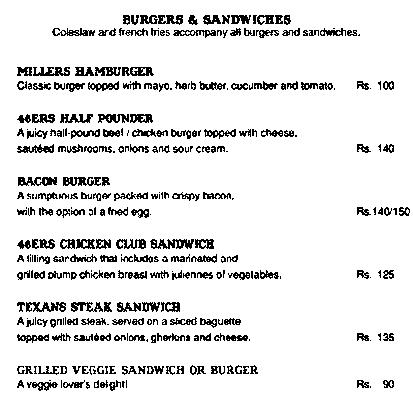 BURGERS & SANDWICHES
Coleslaw and french fries accompany all burgers and sandwiches.
MILLERS HAMBURGER
Classic burger topped with mayo, herb butter, cucumber and tomato. Rs. 100
46ERS HALF POUNDER
A juicy half-pound beef / chicken burger topped with cheese,
sautéed mushrooms, onions and sour cream. Rs. 140
BACON BURGER
A sumptuous burger packed with crispy bacon,
with the option of a fried egg. Rs.140/150
46ERS CHICKEN CLUB SANDWICH
A filling sandwich that includes a marinated and
grilled plump chicken breast with juliennes of vegetables. Rs. 125
TEXANS STEAK SANDWICH
A juicy grilled steak, served on a sliced baguette
topped with sautéed onions, gherkins and cheese. Rs. 135
GRILLED VEGGIE SANDWICH OR BURGER
A veggie lover's delight! Rs. 90